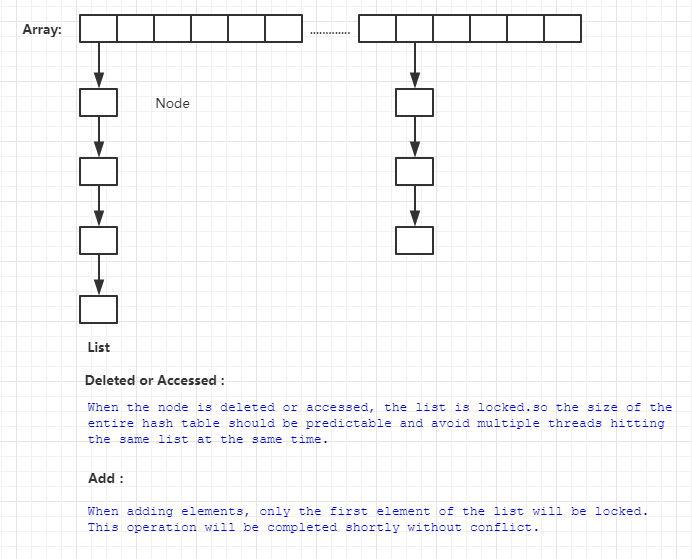 Array:
Node
List
Deleted or Accessed :
When the node is deleted or accessed, the list is locked.so the size of the
entire hash table should be predictable and avoid multiple threads hitting
the same list at the same time.
Add :
When adding elements, only the first element of the list will be locked.
This operation will be completed shortly without conflict.